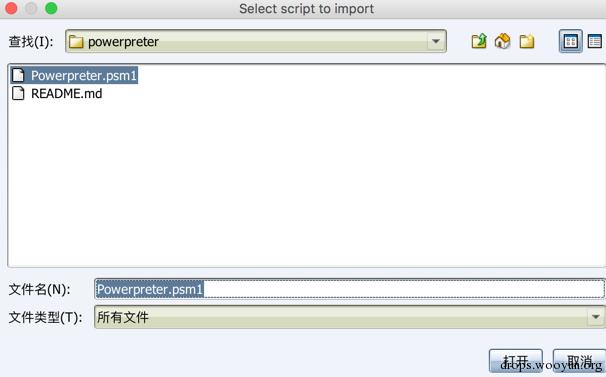 Select script to import
查找(I): powerpreter
Powerpreter.psm1
README.md
文件名(N): Powerpreter.psm1
文件类型(T): 所有文件
打开 取消
drops.wooyun.org